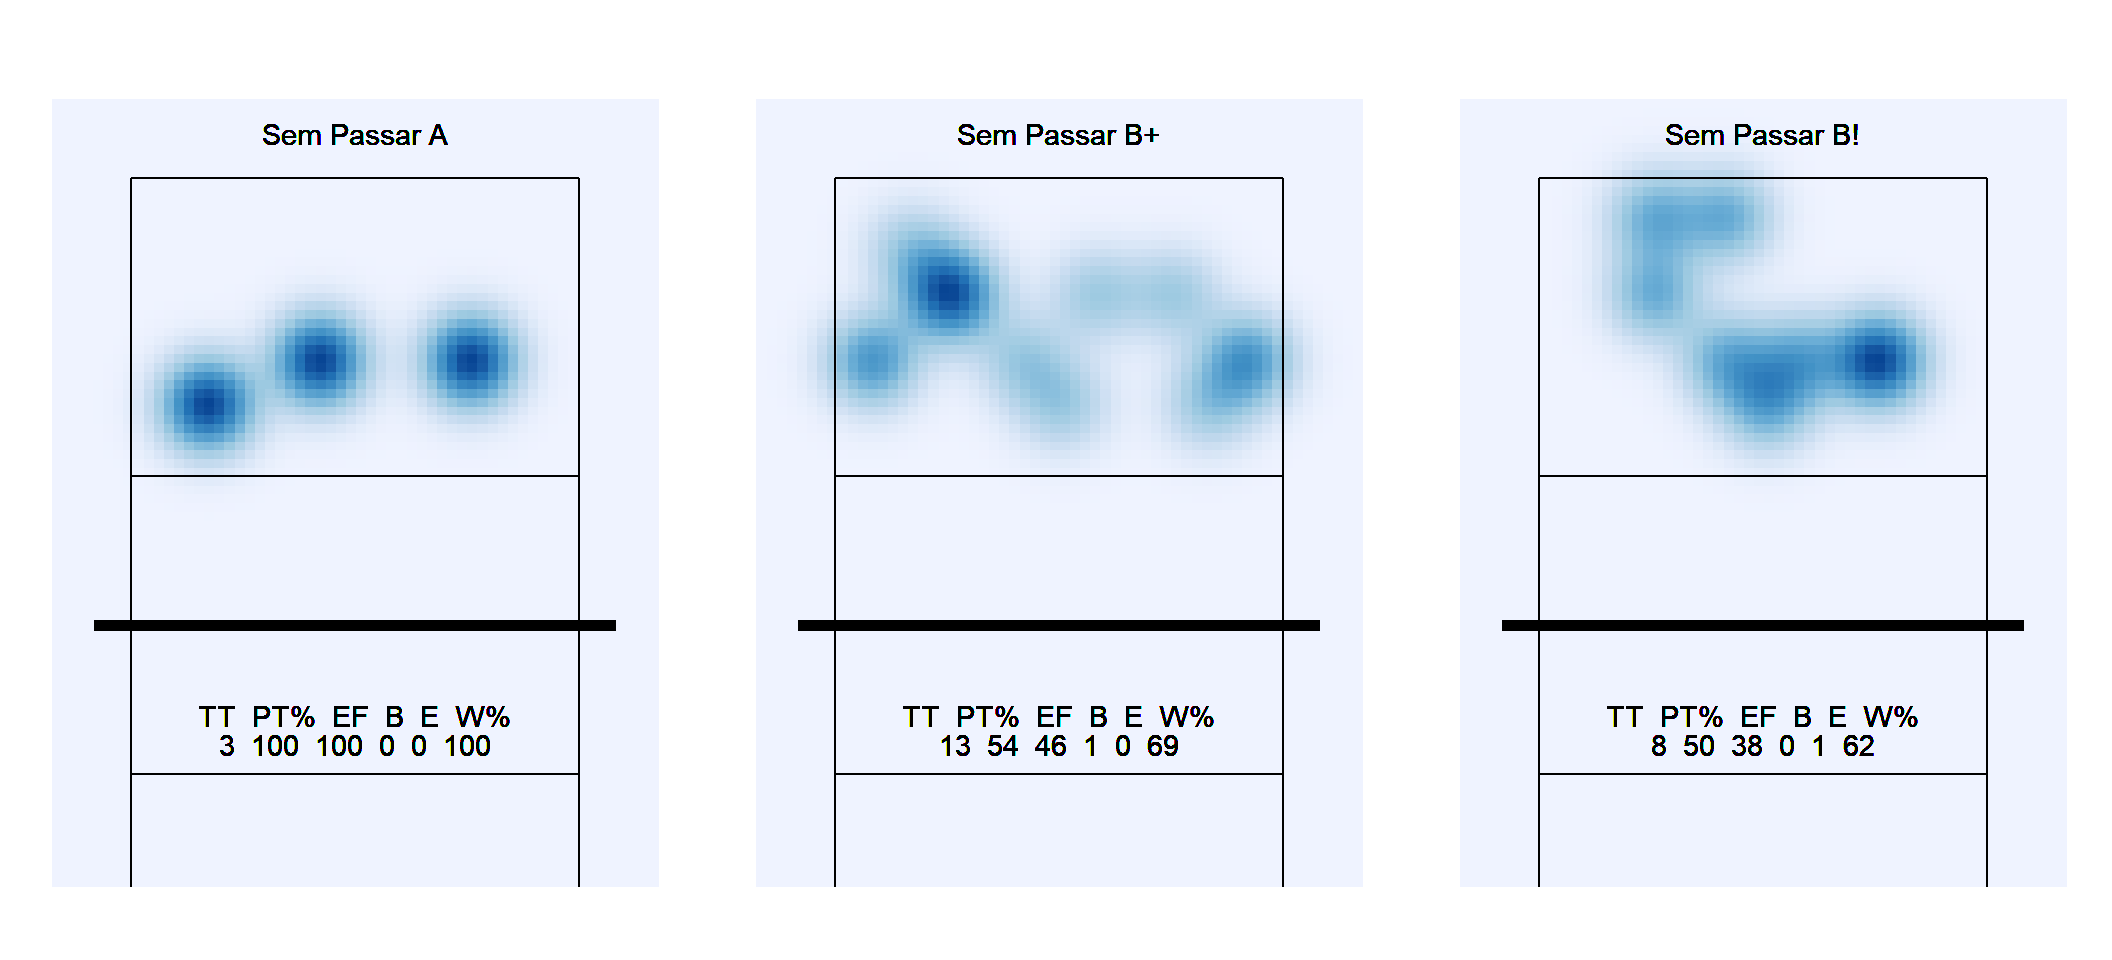 Sem Passar A
TT PT% EF B E W%
3 100 100 0 0 100
Sem Passar B+
TT PT% EF B E W%
13 54 46 1 0 69
Sem Passar B!
TT PT% EF B E W%
8 50 38 0 1 62